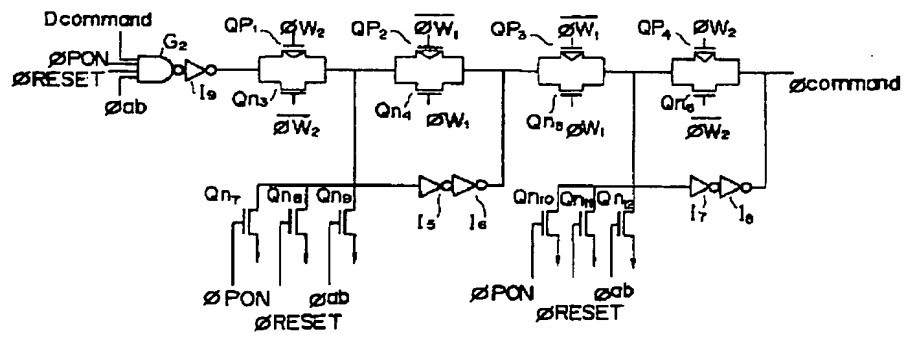 Dcommand
G2
ØPON
ØRESET
Øab
I9
QP1
ØW2
Qn3
ØW2
QP2
ØW1
Qn4
ØW1
QP3
ØW1
Qn5
ØW1
QP4
ØW2
Qn6
ØW2
Øcommand
Qn7
Qn8
Qn9
I5
I6
Qn10
Qn11
Qn12
I7
I8
ØPON
ØRESET
Øab
ØPON
ØRESET
Øab